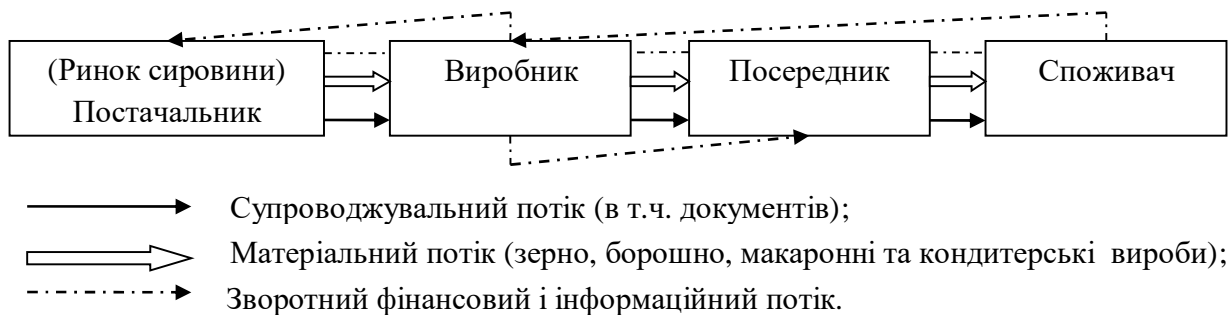 (Ринок сировини)
Постачальник
Виробник
Посередник
Споживач
Супроводжувальний потік (в т.ч. документів);
Матеріальний потік (зерно, борошно, макаронні та кондитерські вироби);
Зворотний фінансовий і інформаційний потік.